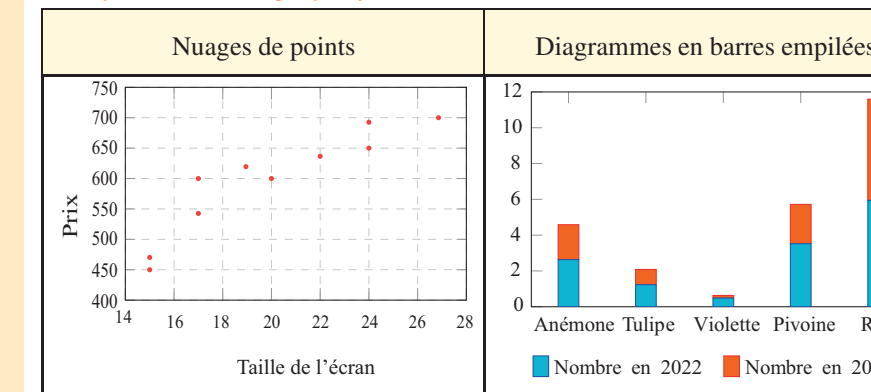 Nuages de points
Diagrammes en barres empilées
750
700
650
600
550
500
450
400
Prix
14 16 18 20 22 24 26 28
Taille de l'écran
12
10
8
6
4
2
0
Anémone Tulipe Violette Pivoine
Nombre en 2022 Nombre en